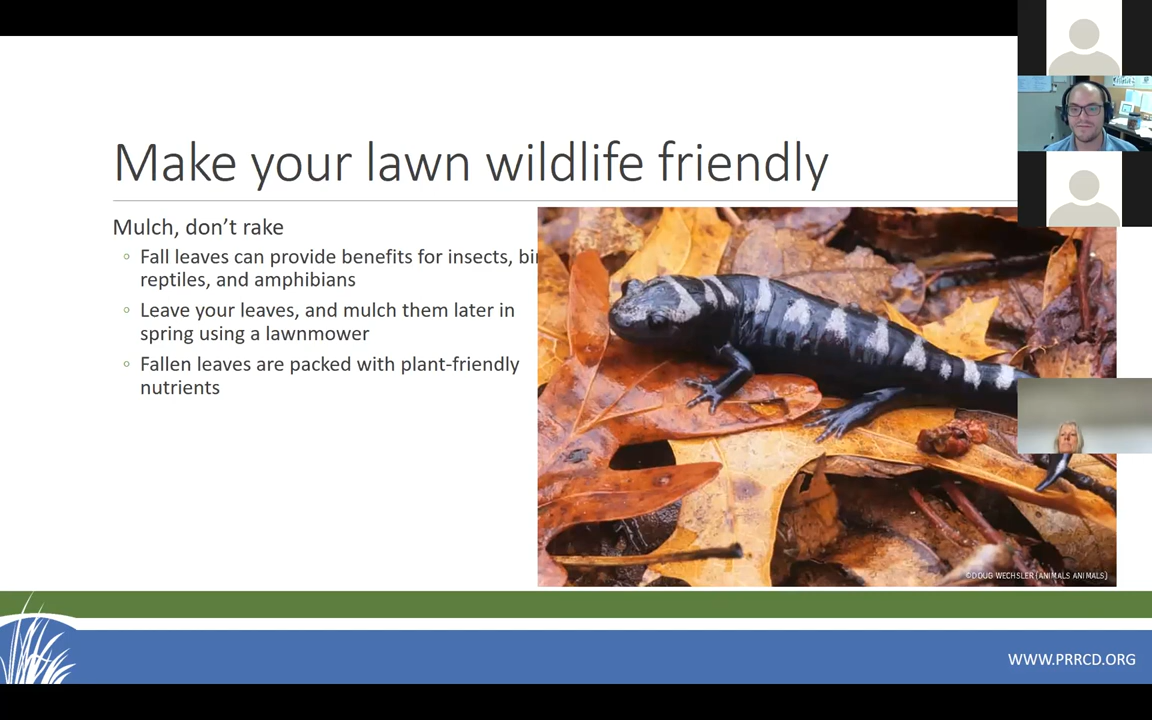 Make your lawn wildlife friendly
Mulch, don't rake
Fall leaves can provide benefits for insects,
reptiles, and amphibians
Leave your leaves, and mulch them later in
spring using a lawnmower
Fallen leaves are packed with plant-friendly
nutrients
©DOUG WECHSLER (ANIMALS ANIMALS)
WWW.PRRCD.ORG